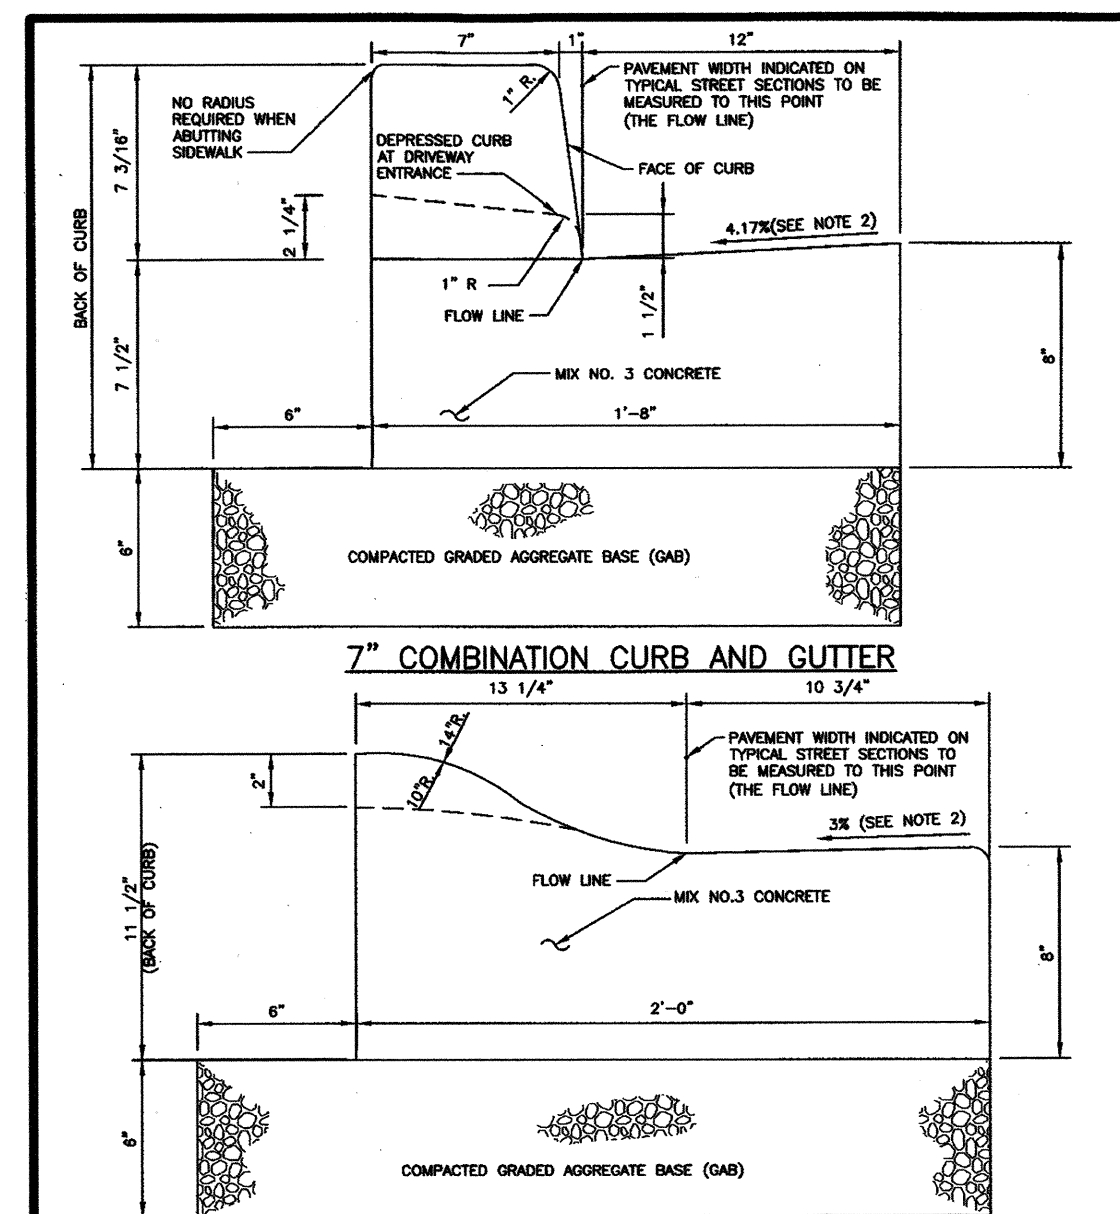 7" 1" 12"
NO RADIUS
REQUIRED WHEN
ABUTTING
SIDEWALK
1" R.
PAVEMENT WIDTH INDICATED ON
TYPICAL STREET SECTIONS TO BE
MEASURED TO THIS POINT
(THE FLOW LINE)
DEPRESSED CURB
AT DRIVEWAY
ENTRANCE
FACE OF CURB
7 3/16"
2 1/4"
BACK OF CURB
4.17%(SEE NOTE 2)
1" R
FLOW LINE
1 1/2"
7 1/2"
8"
MIX NO. 3 CONCRETE
6"
1'-8"
6"
COMPACTED GRADED AGGREGATE BASE (GAB)
7" COMBINATION CURB AND GUTTER
13 1/4" 10 3/4"
14"R.
10"R.
2"
PAVEMENT WIDTH INDICATED ON
TYPICAL STREET SECTIONS TO
BE MEASURED TO THIS POINT
(THE FLOW LINE)
3% (SEE NOTE 2)
FLOW LINE
MIX NO.3 CONCRETE
11 1/2"
(BACK OF CURB)
8"
6"
2'-0"
6"
COMPACTED GRADED AGGREGATE BASE (GAB)